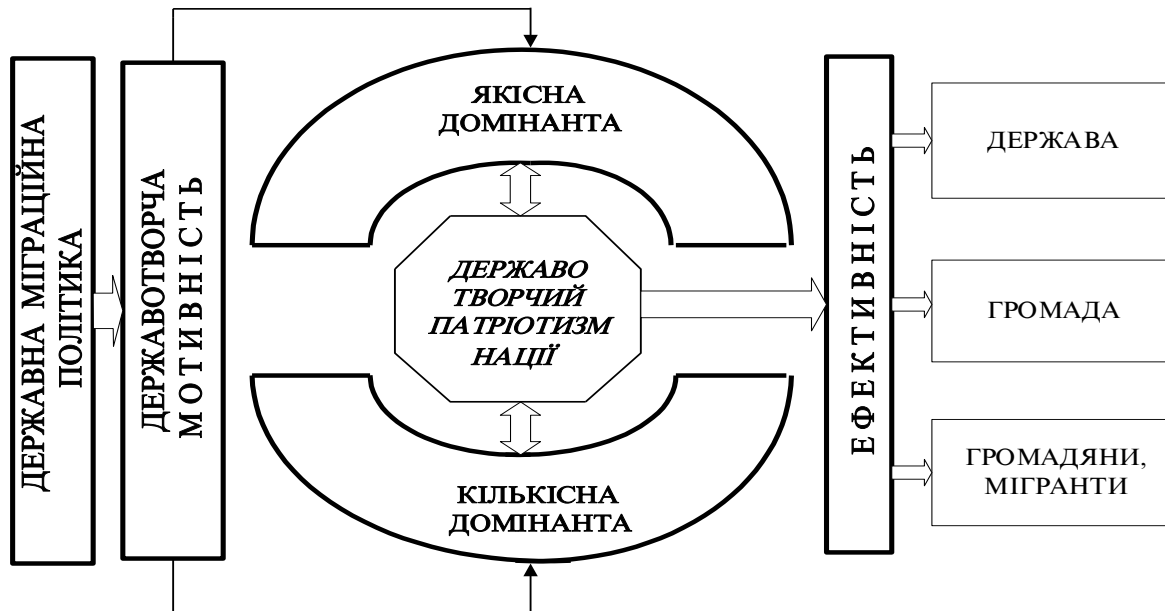 ДЕРЖАВНА МІГРАЦІЙНА
ПОЛІТИКА
ДЕРЖАВОТВОРЧА
МОТИВНІСТЬ
ЯКІСНА
ДОМІНАНТА
ДЕРЖАВО
ТВОРЧИЙ
ПАТРІОТИЗМ
НАЦІЇ
КІЛЬКІСНА
ДОМІНАНТА
ЕФЕКТИВНІСТЬ
ДЕРЖАВА
ГРОМАДА
ГРОМАДЯНИ,
МІГРАНТИ